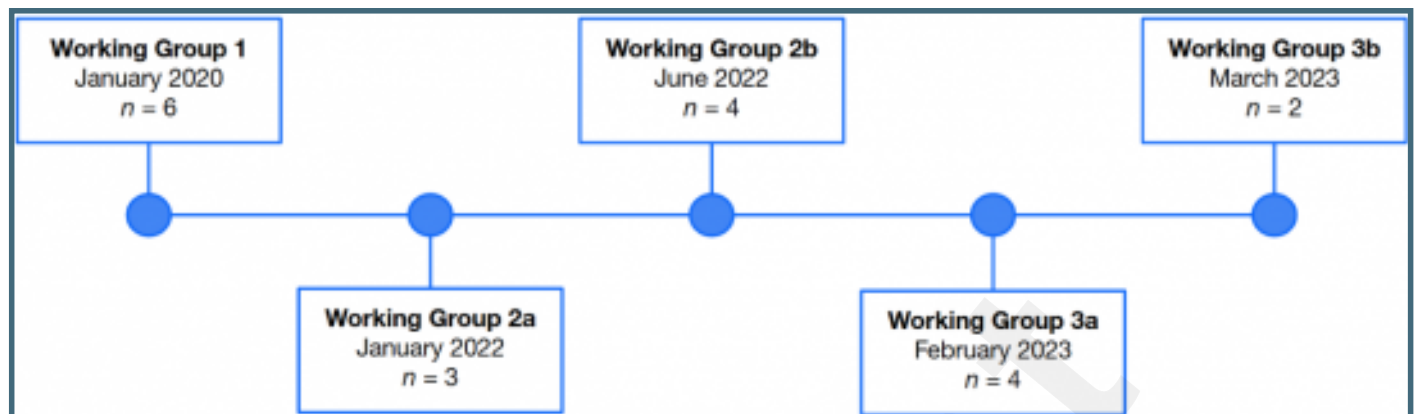 Working Group 1
January 2020
n = 6
Working Group 2a
January 2022
n = 3
Working Group 2b
June 2022
n = 4
Working Group 3a
February 2023
n = 4
Working Group 3b
March 2023
n = 2